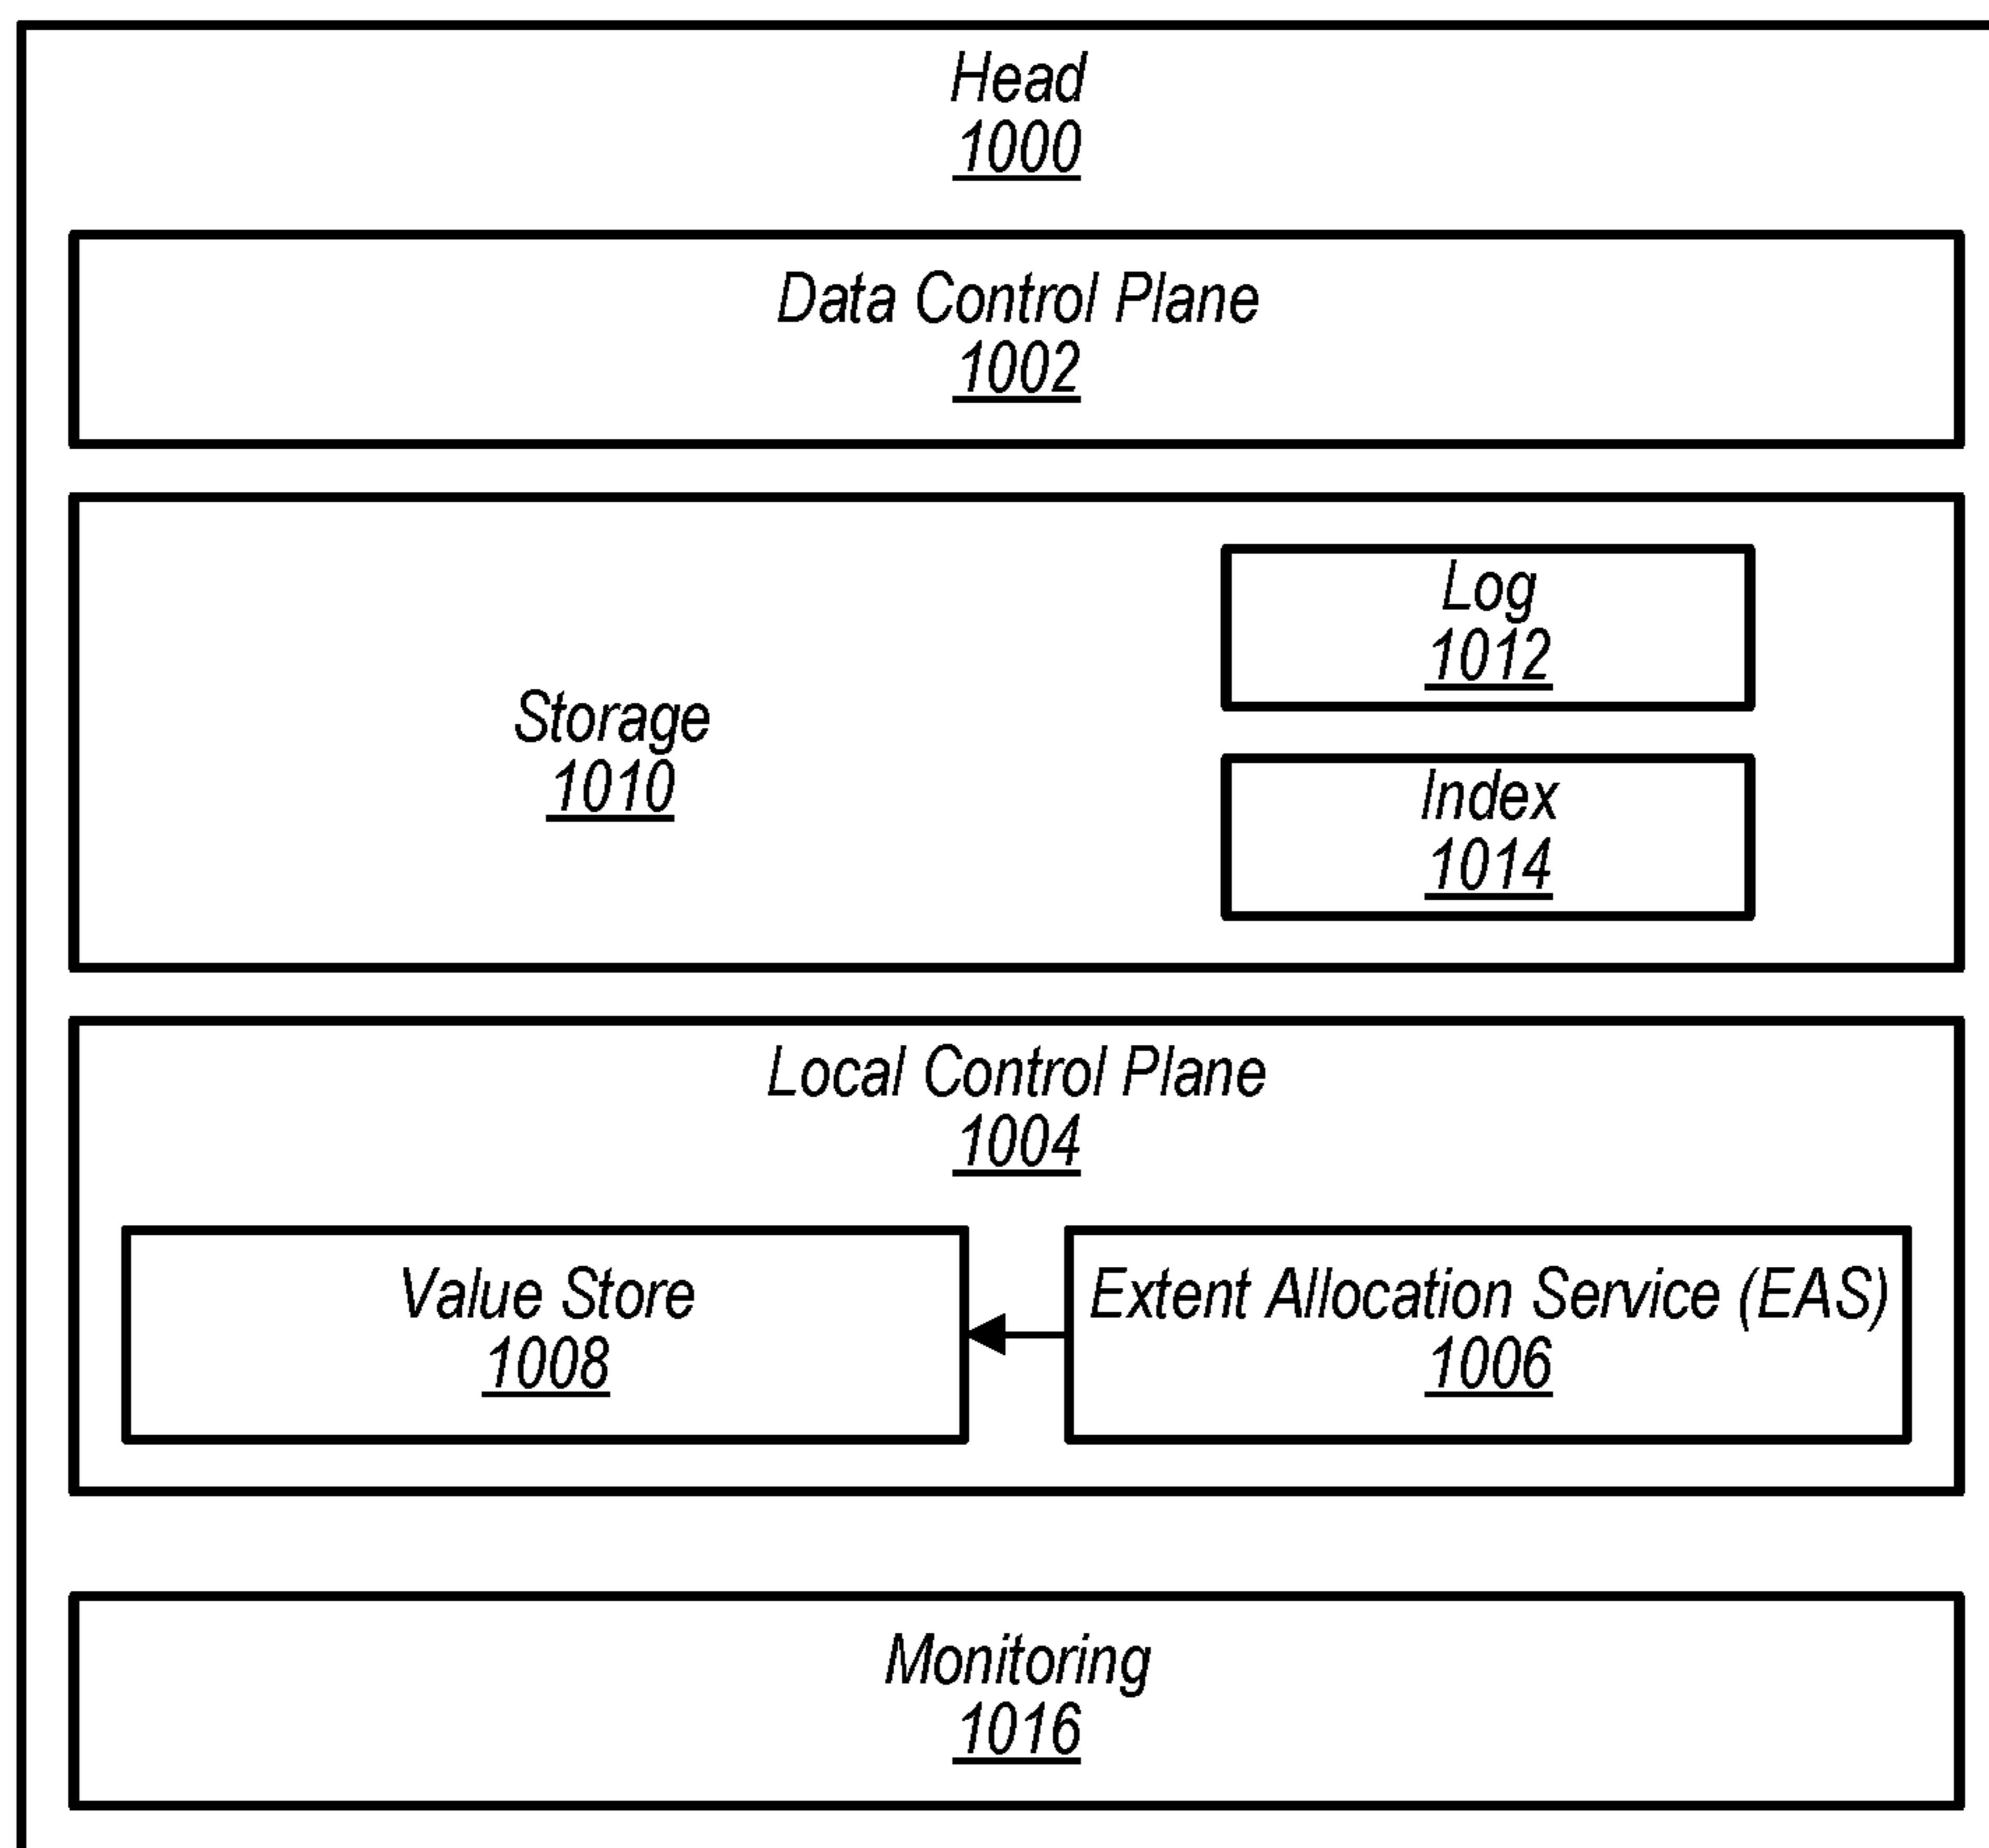 Head
1000
Data Control Plane
1002
Storage
1010
Log
1012
Index
1014
Local Control Plane
1004
Value Store
1008
Extent Allocation Service (EAS)
1006
Monitoring
1016